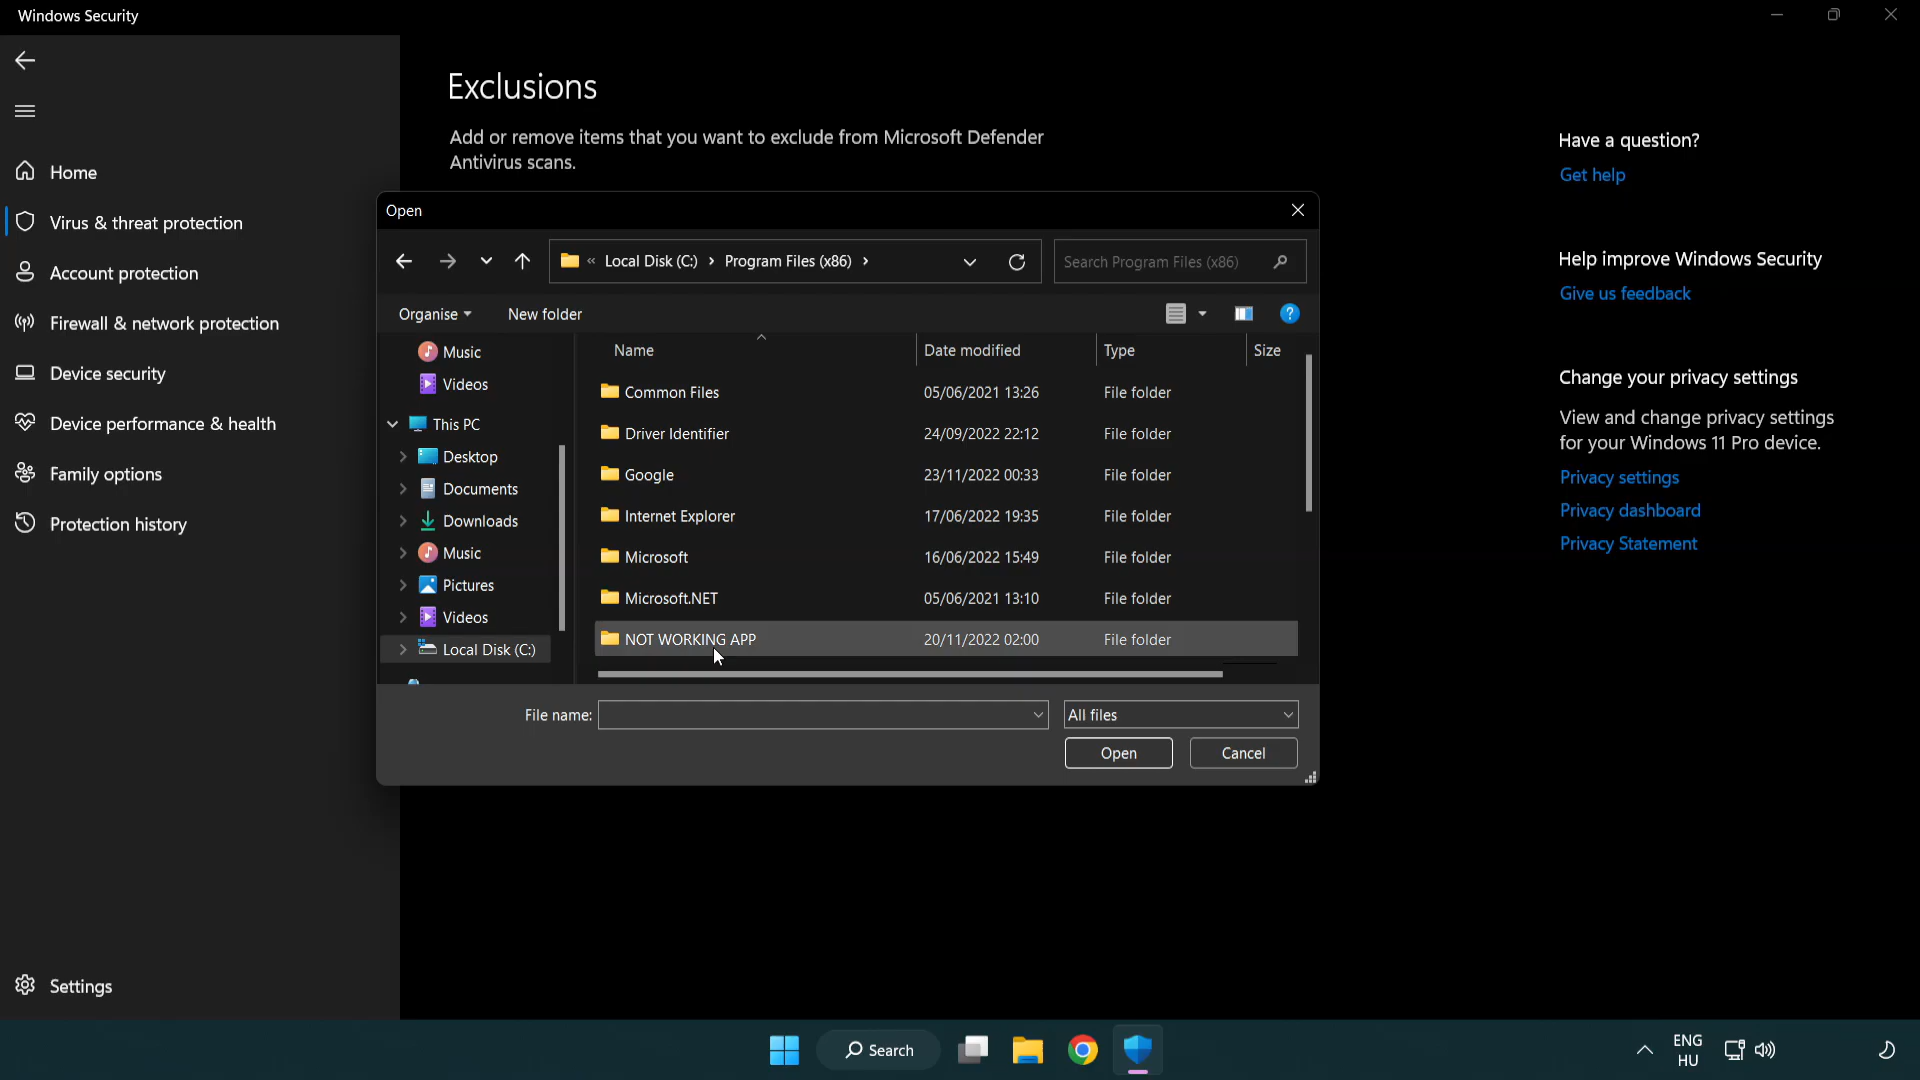 Windows Security
Home
Virus & threat protection
Account protection
Firewall & network protection
Device security
Device performance & health
Family options
Protection history
Settings
Exclusions
Add or remove items that you want to exclude from Microsoft Defender
Antivirus scans.
Open
« Local Disk (C:) › Program Files (x86) ›
Search Program Files (x86)
Organise
New folder
?
Music
Videos
This PC
Desktop
Documents
Downloads
Music
Pictures
Videos
Local Disk (C:)
Name Date modified Type Size
Common Files 05/06/2021 13:26 File folder
Driver Identifier 24/09/2022 22:12 File folder
Google 23/11/2022 00:33 File folder
Internet Explorer 17/06/2022 19:35 File folder
Microsoft 16/06/2022 15:49 File folder
Microsoft.NET 05/06/2021 13:10 File folder
NOT WORKING APP 20/11/2022 02:00 File folder
File name:
All files
Open
Cancel
Have a question?
Get help
Help improve Windows Security
Give us feedback
Change your privacy settings
View and change privacy settings
for your Windows 11 Pro device.
Privacy settings
Privacy dashboard
Privacy Statement
Search
ENG
HU